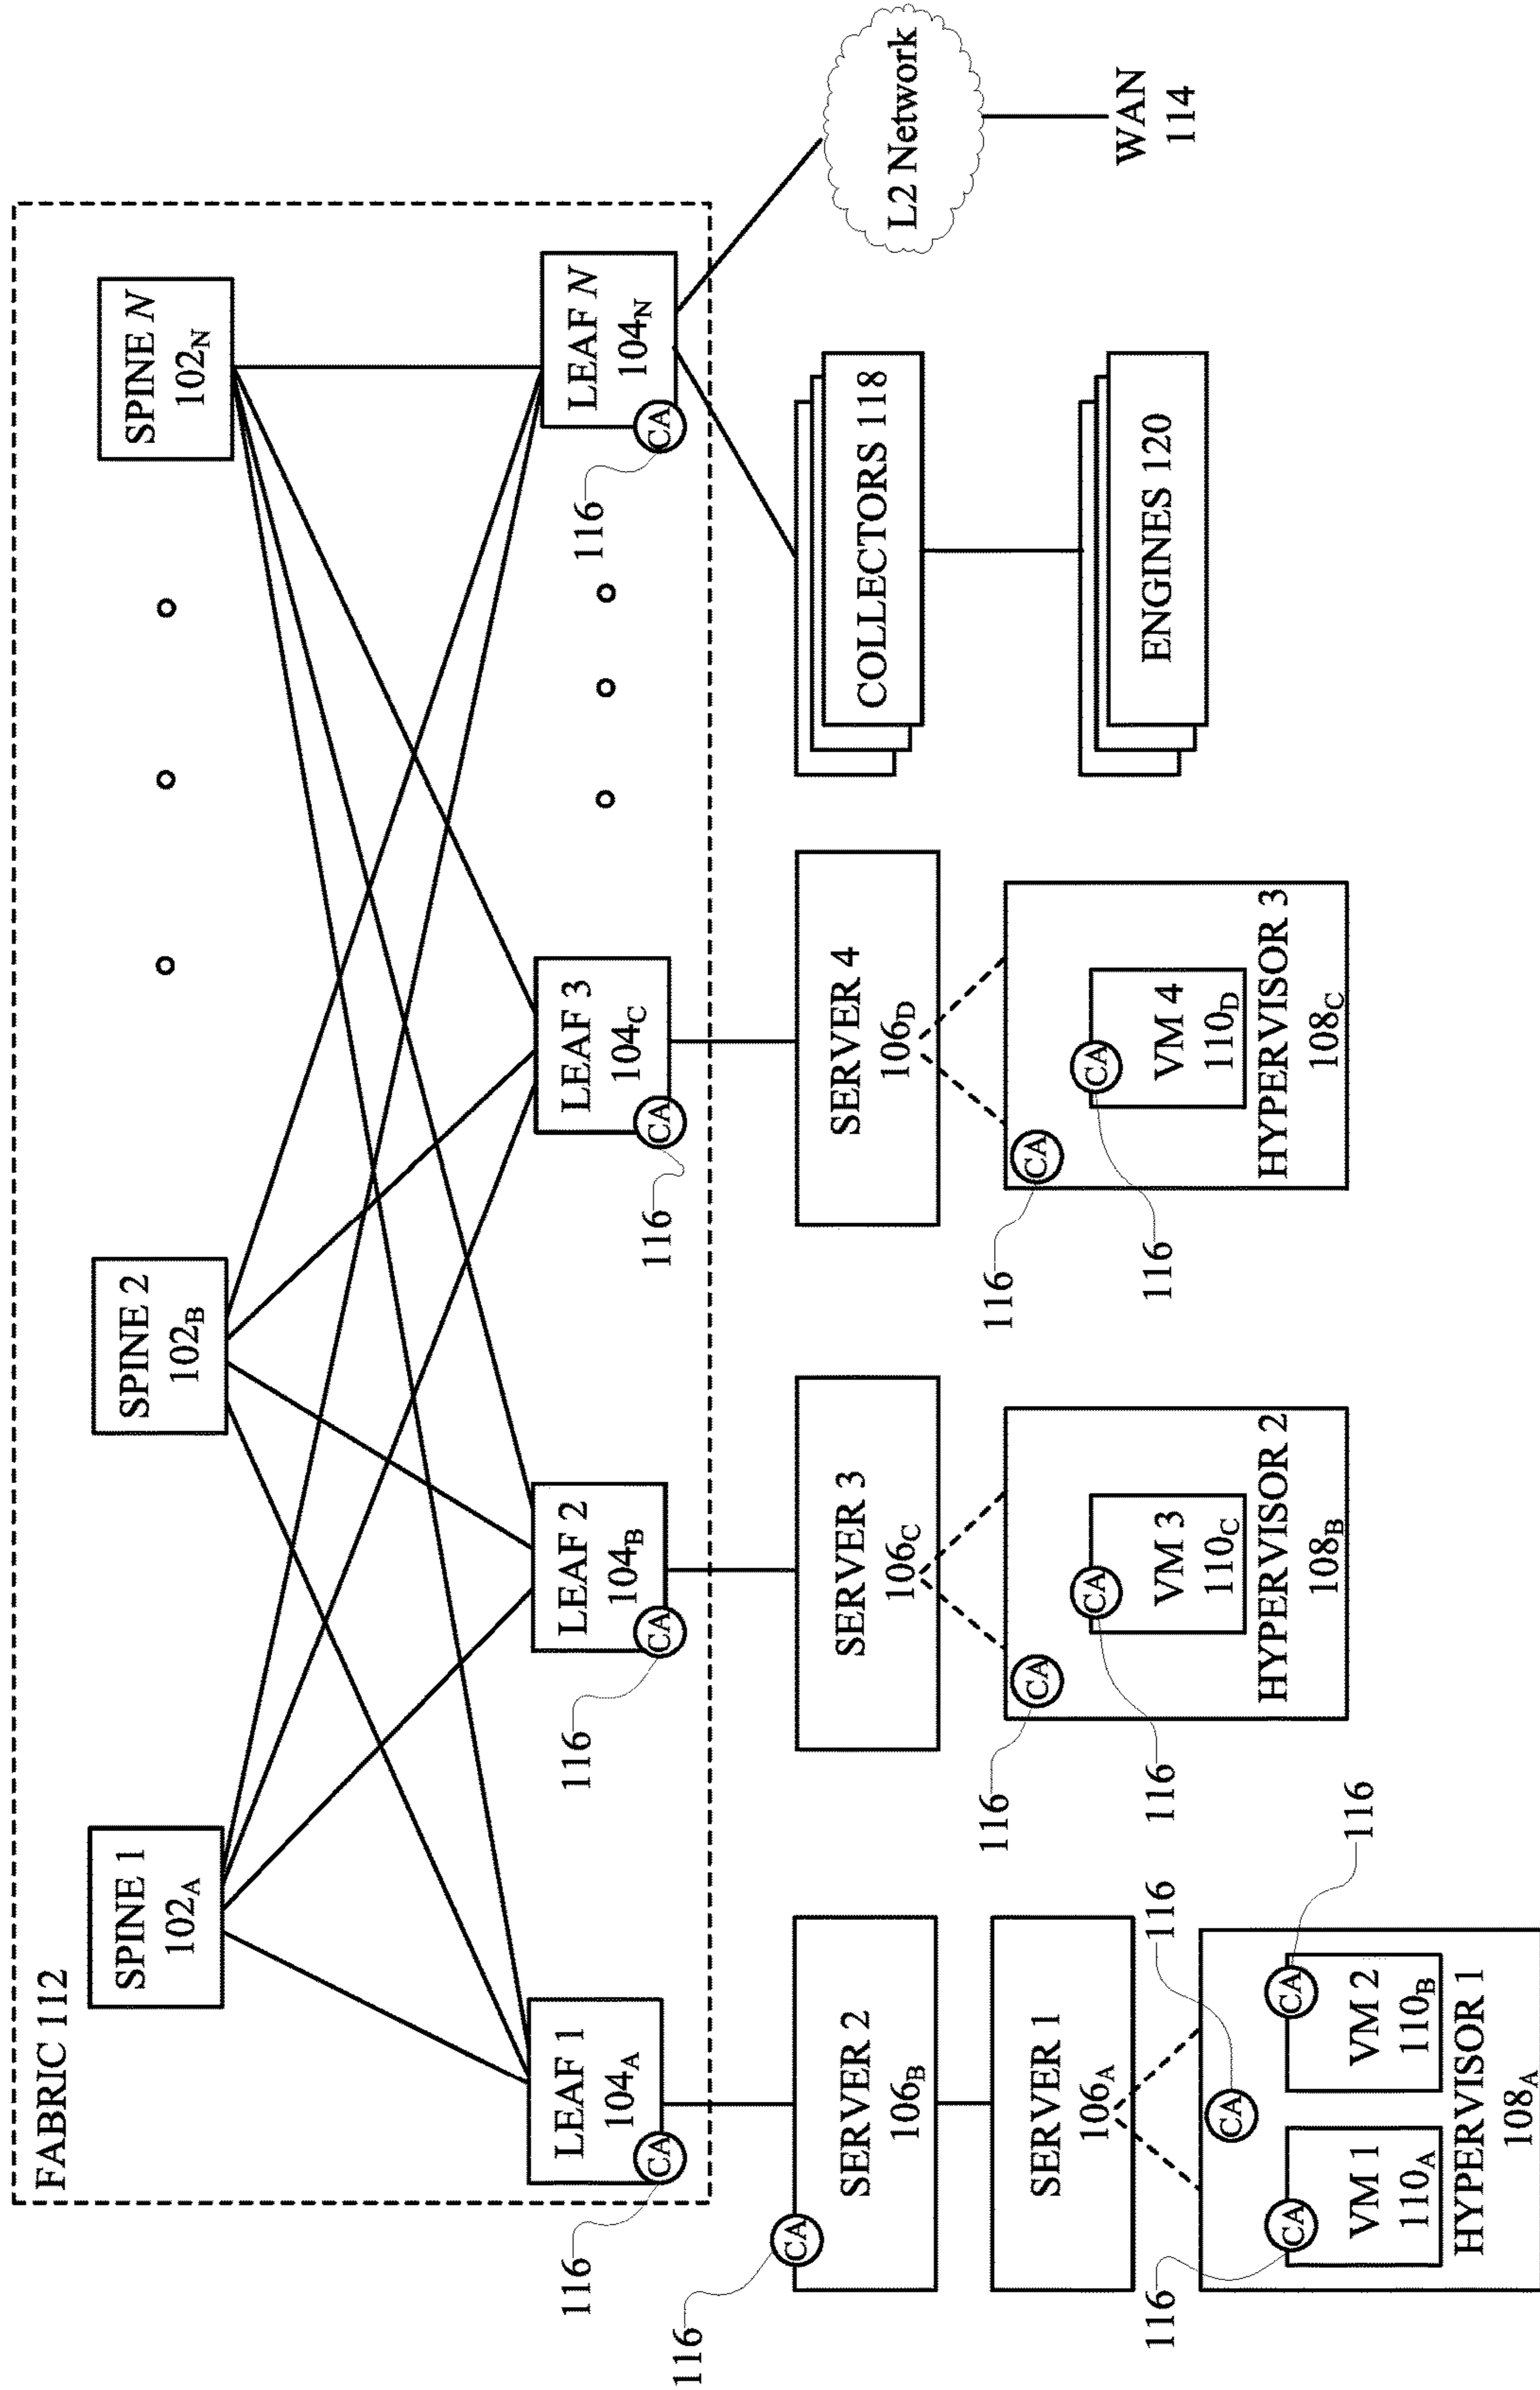 FABRIC 112
SPINE 1
102A
SPINE 2
102B
SPINE N
102N
LEAF 1
104A
CA
116
LEAF 2
104B
CA
116
LEAF 3
104C
CA
116
LEAF N
104N
CA
116
L2 Network
WAN
114
COLLECTORS 118
ENGINES 120
116
CA
SERVER 2
106B
SERVER 1
106A
116
CA
116
CA
VM 1
110A
116
CA
VM 2
110B
HYPERVISOR 1
108A
SERVER 3
106C
116
CA
116
CA
VM 3
110C
HYPERVISOR 2
108B
SERVER 4
106D
116
CA
116
CA
VM 4
110D
HYPERVISOR 3
108C